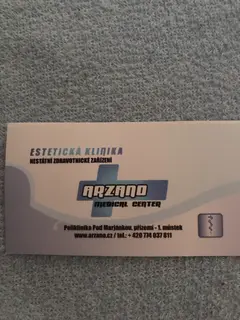 ESTETICKÁ KLINIKA
NESTÁTNÍ ZDRAVOTNICKÉ ZAŘÍZENÍ
ARZANO
MEDICAL CENTER
Poliklinika Pod Marjánkou, přízemí - 1. můstek
www.arzano.cz / tel.: + 420 774 037 611